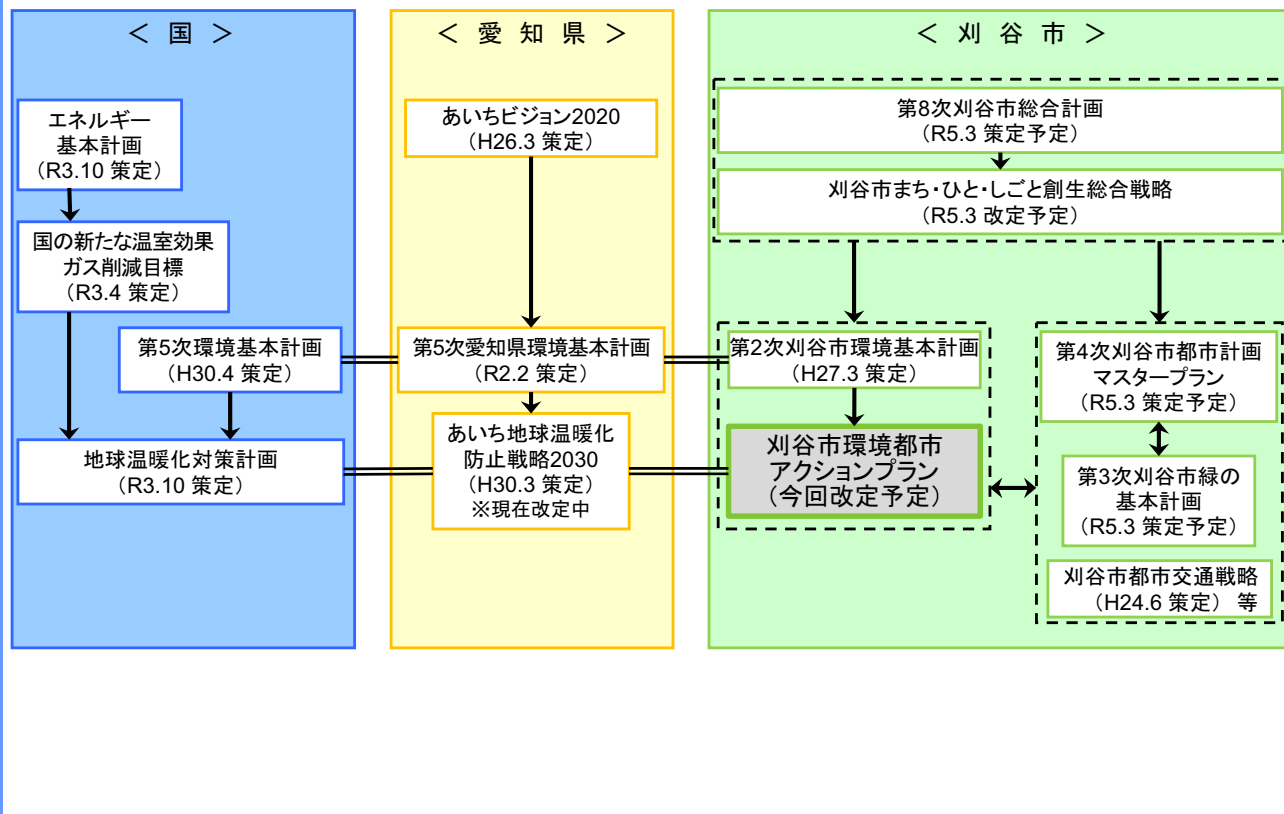 ＜ 国 ＞
エネルギー
基本計画
（R3.10 策定）
国の新たな温室効果
ガス削減目標
（R3.4 策定）
第5次環境基本計画
（H30.4 策定）
地球温暖化対策計画
（R3.10 策定）
＜ 愛 知 県 ＞
あいちビジョン2020
（H26.3 策定）
第5次愛知県環境基本計画
（R2.2 策定）
あいち地球温暖化
防止戦略2030
（H30.3 策定）
※現在改定中
＜ 刈 谷 市 ＞
第8次刈谷市総合計画
（R5.3 策定予定）
刈谷市まち・ひと・しごと創生総合戦略
（R5.3 改定予定）
第2次刈谷市環境基本計画
（H27.3 策定）
刈谷市環境都市
アクションプラン
（今回改定予定）
第4次刈谷市都市計画
マスタープラン
（R5.3 策定予定）
第3次刈谷市緑の
基本計画
（R5.3 策定予定）
刈谷市都市交通戦略
（H24.6 策定） 等